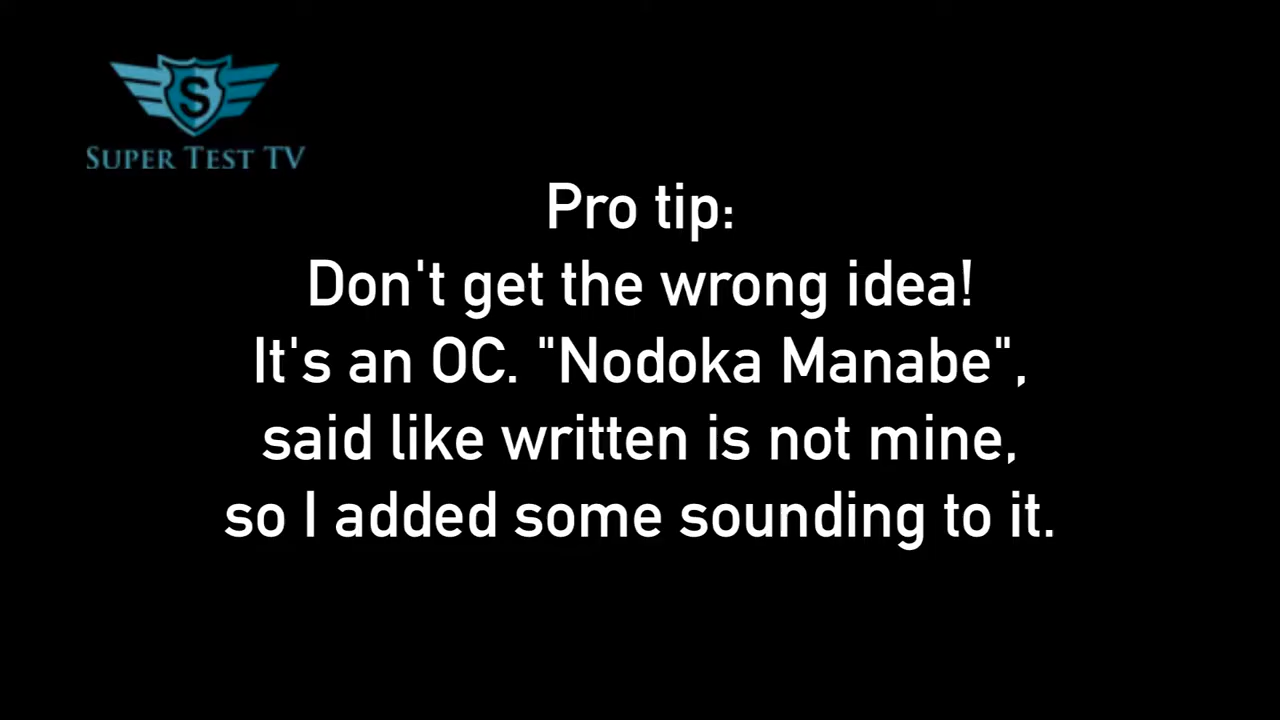 S
SUPER TEST TV
Pro tip:
Don't get the wrong idea!
It's an OC. "Nodoka Manabe",
said like written is not mine,
so I added some sounding to it.